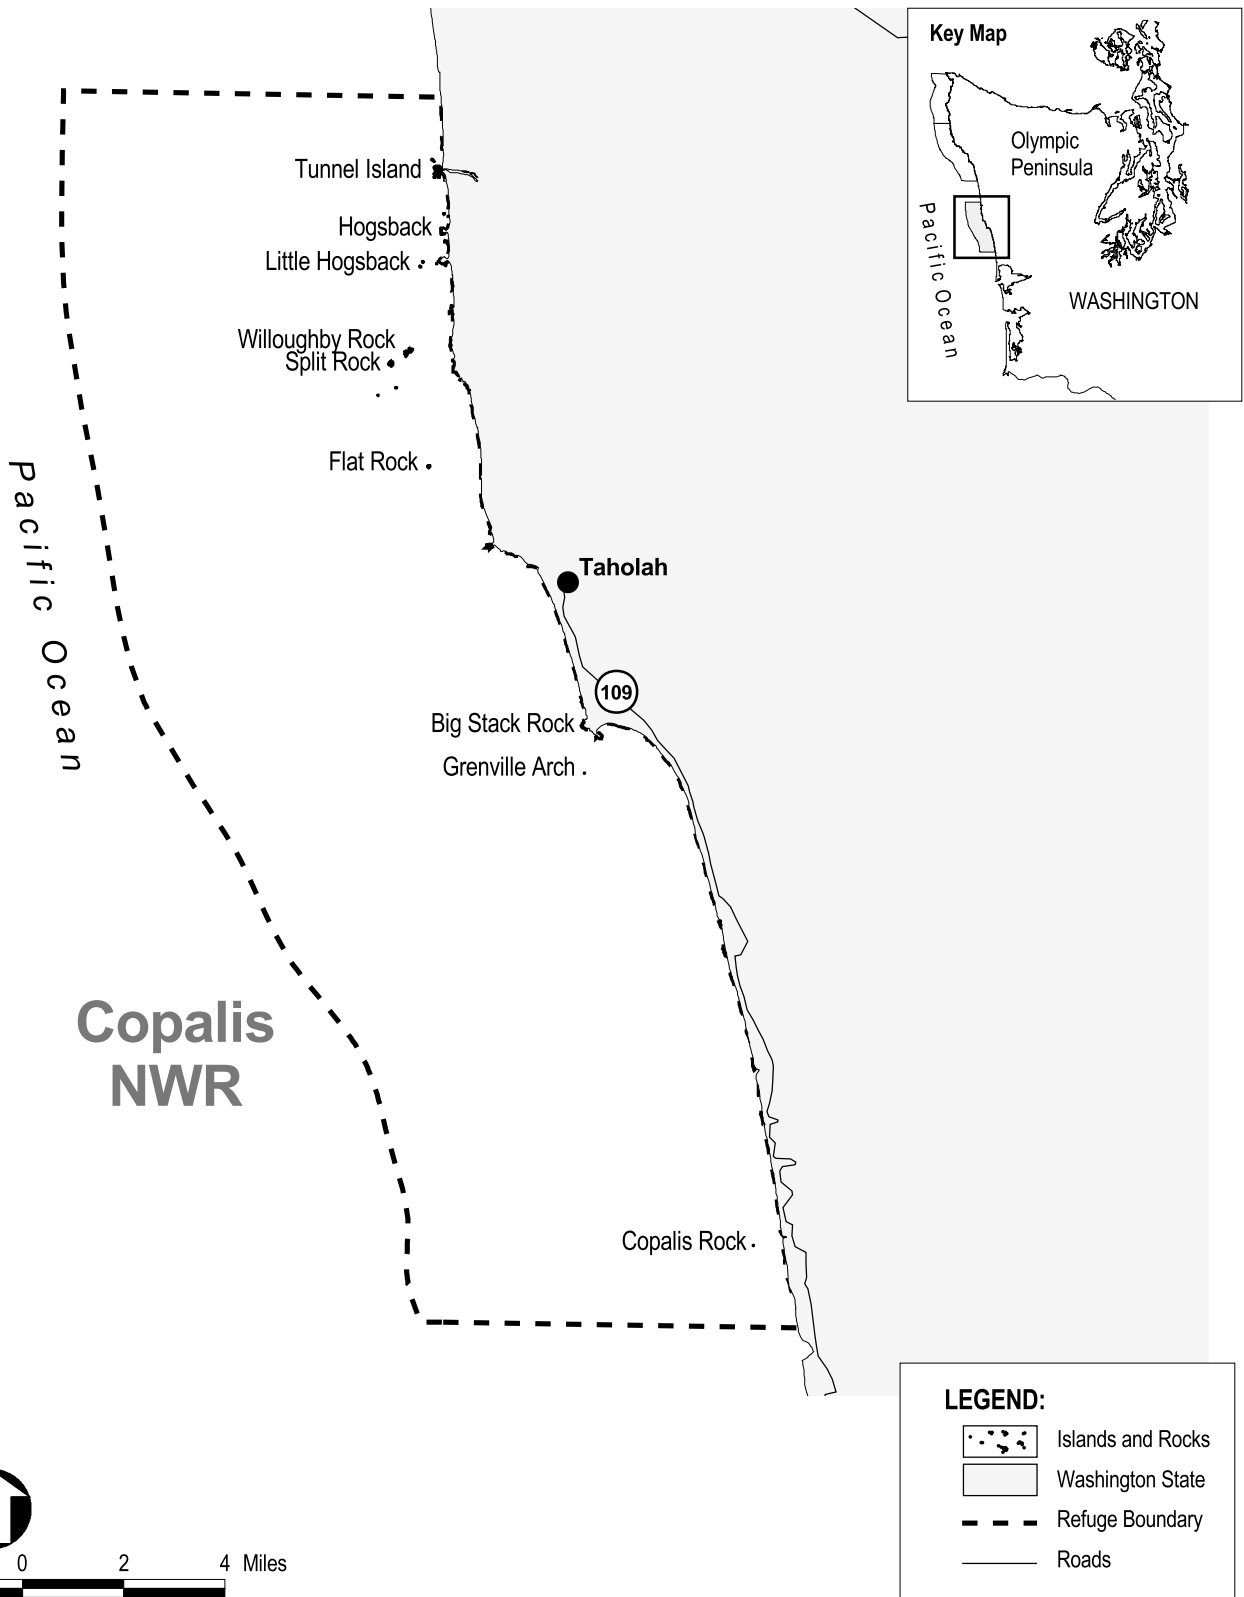 Key Map
Olympic
Peninsula
Pacific Ocean
WASHINGTON
Tunnel Island
Hogsback
Little Hogsback
Willoughby Rock
Split Rock
Flat Rock
Pacific Ocean
Taholah
109
Big Stack Rock
Grenville Arch
Copalis
NWR
Copalis Rock
LEGEND:
Islands and Rocks
Washington State
Refuge Boundary
Roads
0 2 4 Miles